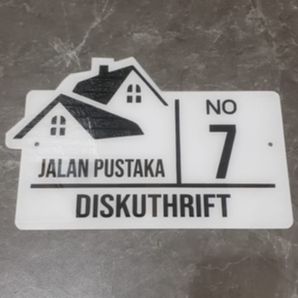 NO
7
JALAN PUSTAKA
DISKUTHRIFT